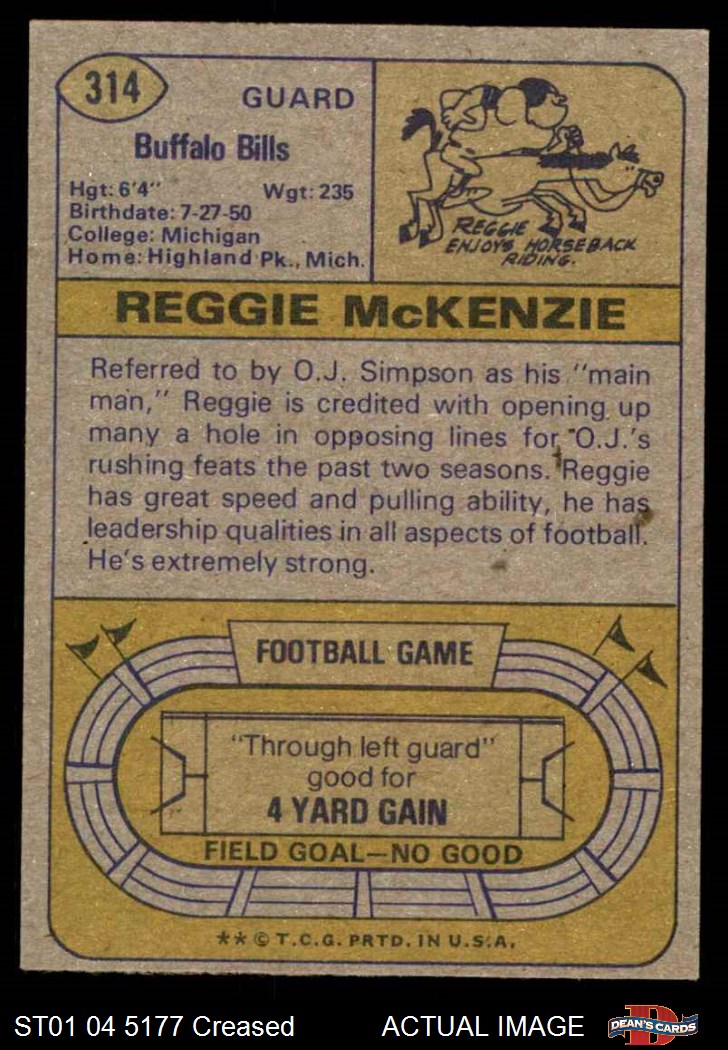 314
GUARD
Buffalo Bills
Hgt: 6'4" Wgt: 235
Birthdate: 7-27-50
College: Michigan
Home: Highland Pk., Mich.
REGGIE
ENJOYS HORSEBACK
RIDING.
REGGIE McKENZIE
Referred to by O.J. Simpson as his "main
man," Reggie is credited with opening up
many a hole in opposing lines for O.J.'s
rushing feats the past two seasons. Reggie
has great speed and pulling ability, he has
leadership qualities in all aspects of football.
He's extremely strong.
FOOTBALL GAME
"Through left guard"
good for
4 YARD GAIN
FIELD GOAL—NO GOOD
** © T.C.G. PRTD. IN U.S.A.
ST01 04 5177 Creased ACTUAL IMAGE
D
DEAN'S CARDS